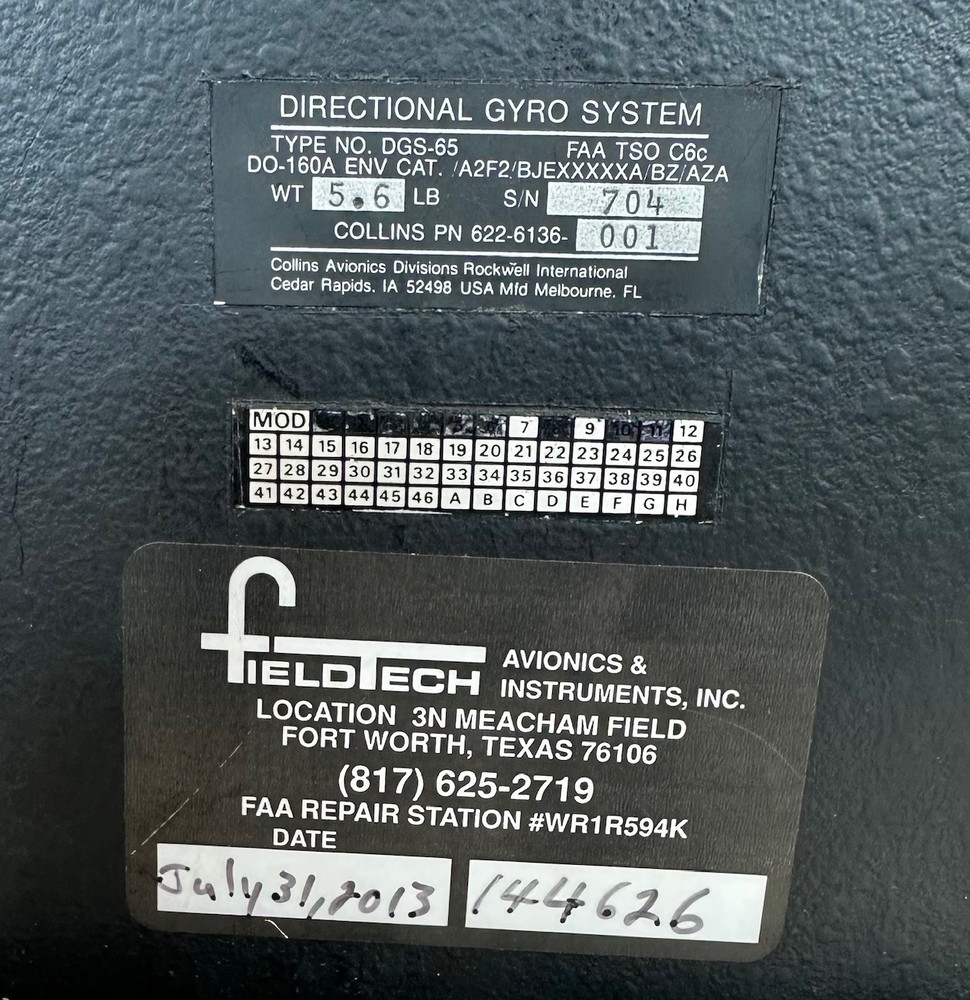 DIRECTIONAL GYRO SYSTEM
TYPE NO. DGS-65 FAA TSO C6c
DO-160A ENV CAT. /A2F2/BJEXXXXXA/BZ/AZA
WT 5.6 LB S/N 704
COLLINS PN 622-6136- 001
Collins Avionics Divisions Rockwell International
Cedar Rapids, IA 52498 USA Mfd Melbourne, FL
MOD 7 9 10 11 12
13 14 15 16 17 18 19 20 21 22 23 24 25 26
27 28 29 30 31 32 33 34 35 36 37 38 39 40
41 42 43 44 45 46 A B C D E F G H
fIELDTECH AVIONICS &
INSTRUMENTS, INC.
LOCATION 3N MEACHAM FIELD
FORT WORTH, TEXAS 76106
(817) 625-2719
FAA REPAIR STATION #WR1R594K
DATE
July 31, 2013 144626